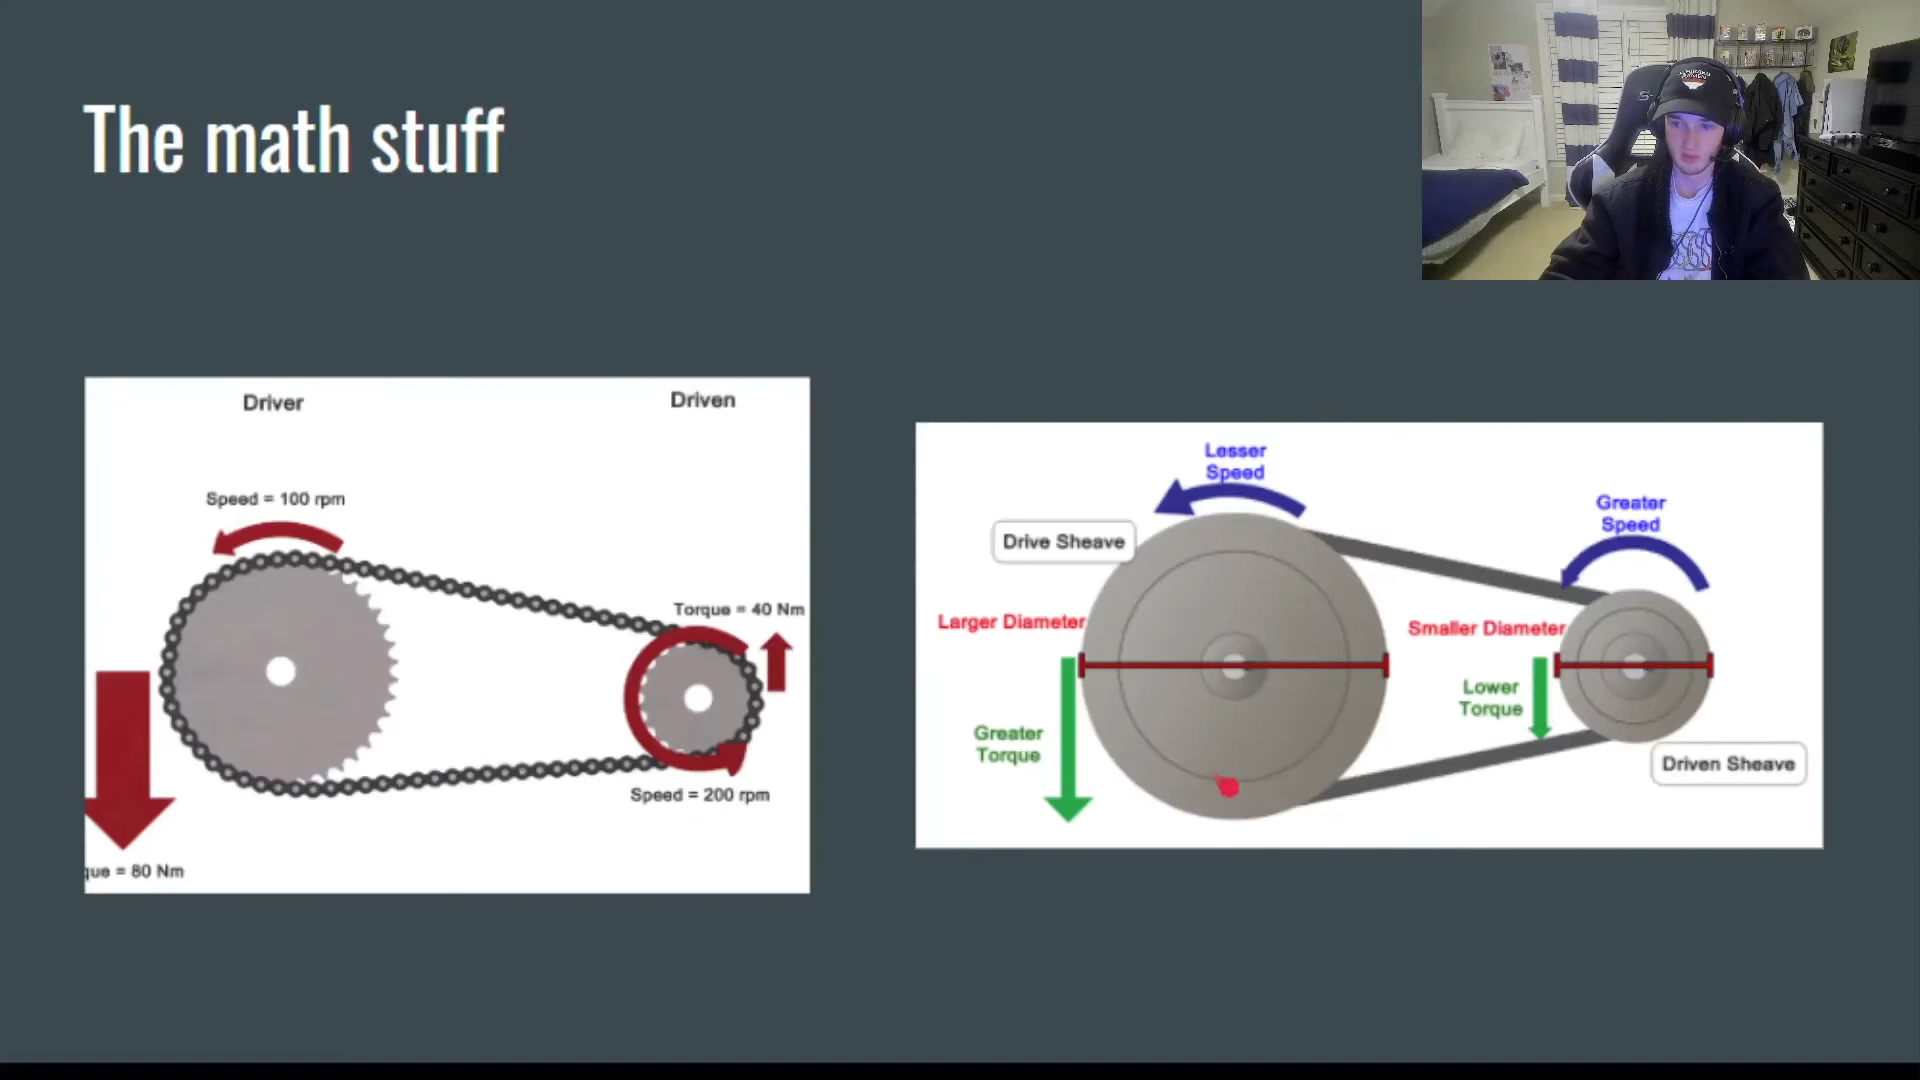 The math stuff
Driver
Driven
Speed = 100 rpm
Torque = 40 Nm
Speed = 200 rpm
que = 80 Nm
Lesser
Speed
Greater
Speed
Drive Sheave
Larger Diameter
Smaller Diameter
Lower
Torque
Greater
Torque
Driven Sheave